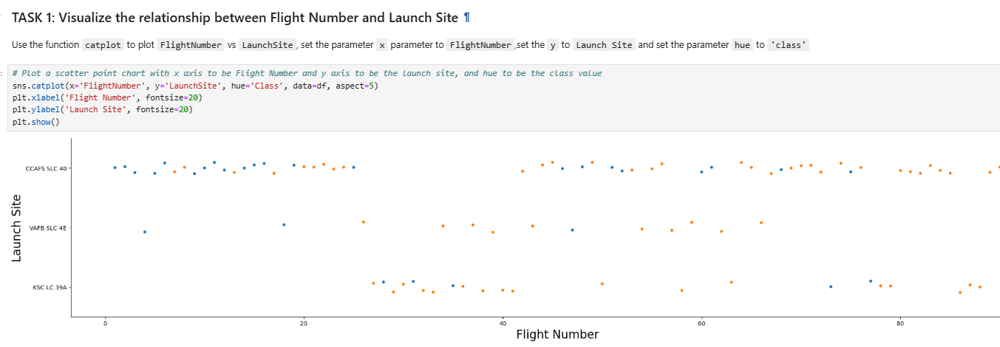 TASK 1: Visualize the relationship between Flight Number and Launch Site ¶
Use the function catplot to plot FlightNumber vs LaunchSite , set the parameter x parameter to FlightNumber ,set the y to Launch Site and set the parameter hue to 'class'
# Plot a scatter point chart with x axis to be Flight Number and y axis to be the launch site, and hue to be the class value
sns.catplot(x='FlightNumber', y='LaunchSite', hue='Class', data=df, aspect=5)
plt.xlabel('Flight Number', fontsize=20)
plt.ylabel('Launch Site', fontsize=20)
plt.show()
CCAFS SLC 40
VAFB SLC 4E
KSC LC 39A
Launch Site
0 20 40 60 80
Flight Number